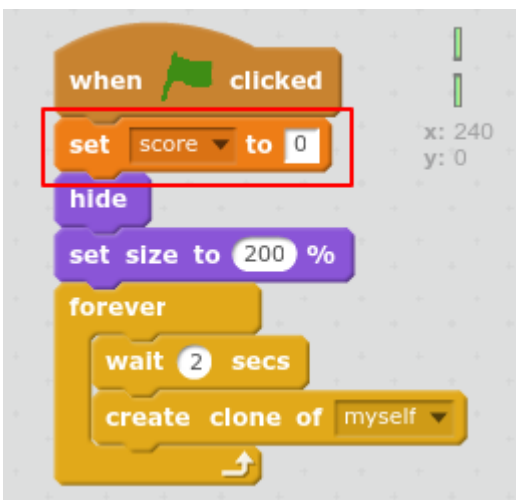 when clicked
set score to 0
x: 240
y: 0
hide
set size to 200 %
forever
wait 2 secs
create clone of myself